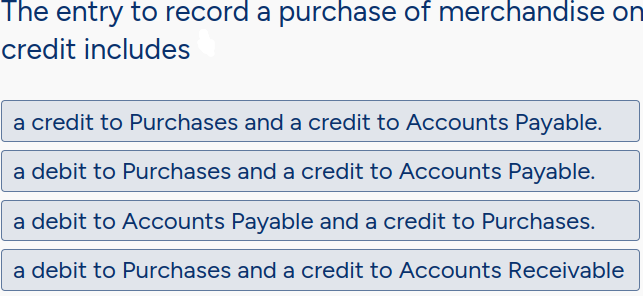 The entry to record a purchase of merchandise on
credit includes
a credit to Purchases and a credit to Accounts Payable.
a debit to Purchases and a credit to Accounts Payable.
a debit to Accounts Payable and a credit to Purchases.
a debit to Purchases and a credit to Accounts Receivable